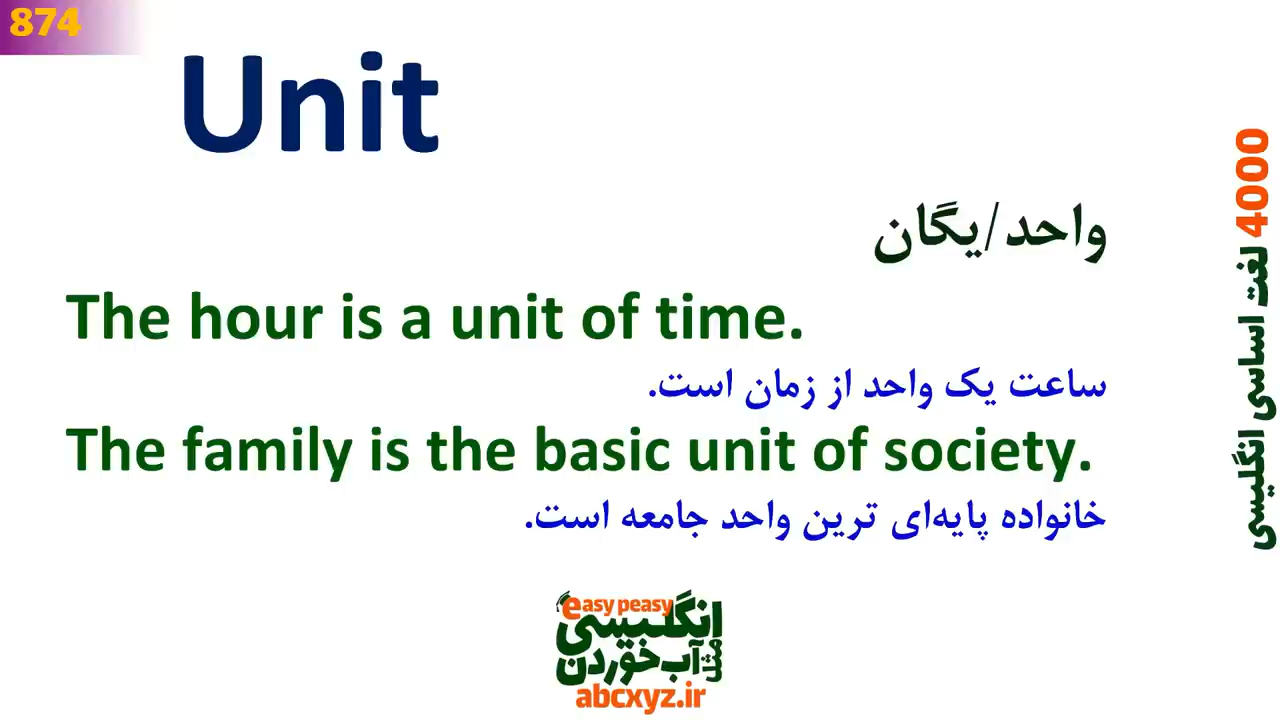 874
Unit
واحد/یگان
The hour is a unit of time.
ساعت یک واحد از زمان است.
The family is the basic unit of society.
خانواده پایه‌ای ترین واحد جامعه است.
4000 لغت اساسی انگلیسی
easy peasy
انگلیسی
مثل آب خوردن
abcxyz.ir